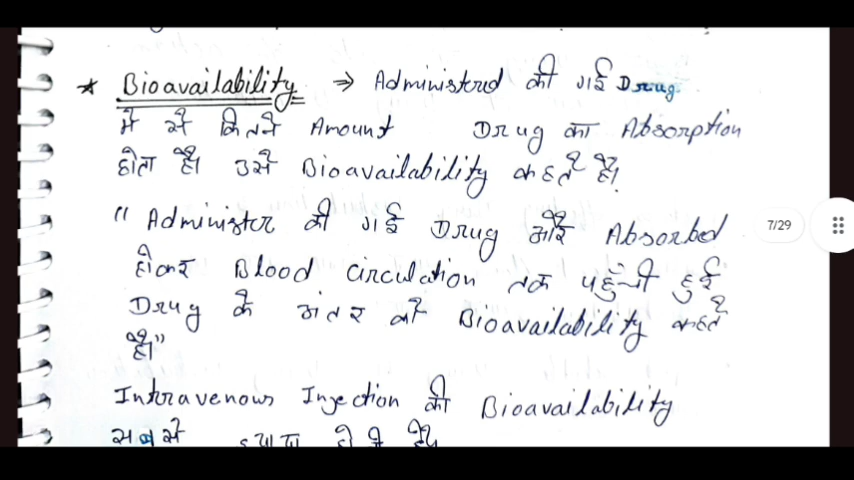 * Bioavailability ⇒ Administred की गई Drug
में से कितने Amount Drug का Absorption
होता है। उसे Bioavailability कहते है।
7/29
“ Administer की गई Drug और Absorbed
होकर Blood circulation तक पहुँची हुई
Drug के अंतर को Bioavailability कहते
है।”
Intravenous Injection की Bioavailability
सबसे